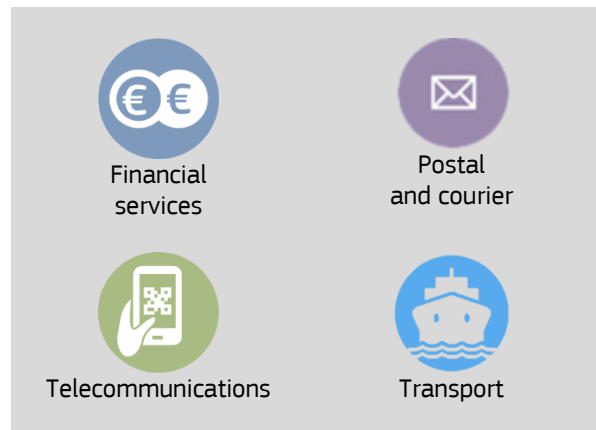 € €
Financial
services
Postal
and courier
Telecommunications
Transport